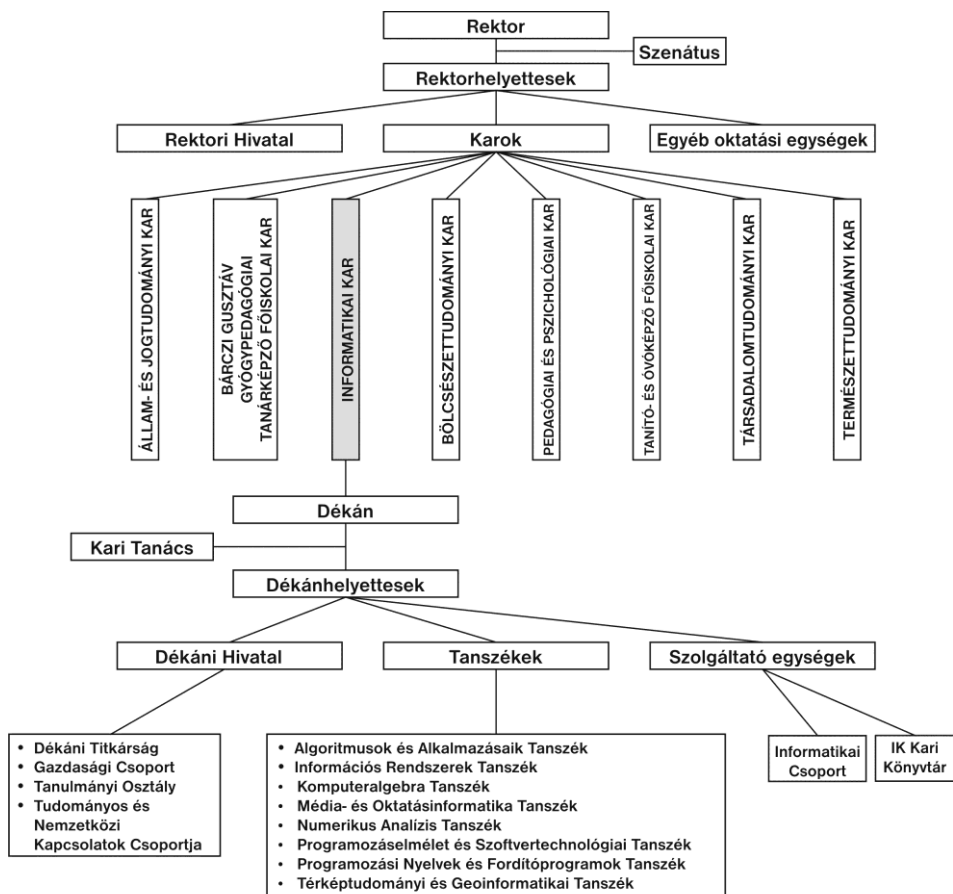 Rektor
Szenátus
Rektorhelyettesek
Rektori Hivatal
Karok
Egyéb oktatási egységek
ÁLLAM- ÉS JOGTUDOMÁNYI KAR
BÁRCZI GUSZTÁV
GYÓGYPEDAGÓGIAI
TANÁRKÉPZŐ FŐISKOLAI KAR
INFORMATIKAI KAR
BÖLCSÉSZETTUDOMÁNYI KAR
PEDAGÓGIAI ÉS PSZICHOLÓGIAI KAR
TANÍTÓ- ÉS ÓVÓKÉPZŐ FŐISKOLAI KAR
TÁRSADALOMTUDOMÁNYI KAR
TERMÉSZETTUDOMÁNYI KAR
Dékán
Kari Tanács
Dékánhelyettesek
Dékáni Hivatal
Tanszékek
Szolgáltató egységek
• Dékáni Titkárság
• Gazdasági Csoport
• Tanulmányi Osztály
• Tudományos és
Nemzetközi
Kapcsolatok Csoportja
• Algoritmusok és Alkalmazásaik Tanszék
• Információs Rendszerek Tanszék
• Komputeralgebra Tanszék
• Média- és Oktatásinformatika Tanszék
• Numerikus Analízis Tanszék
• Programozáselmélet és Szoftvertechnológiai Tanszék
• Programozási Nyelvek és Fordítóprogramok Tanszék
• Térképtudományi és Geoinformatikai Tanszék
Informatikai
Csoport
IK Kari
Könyvtár